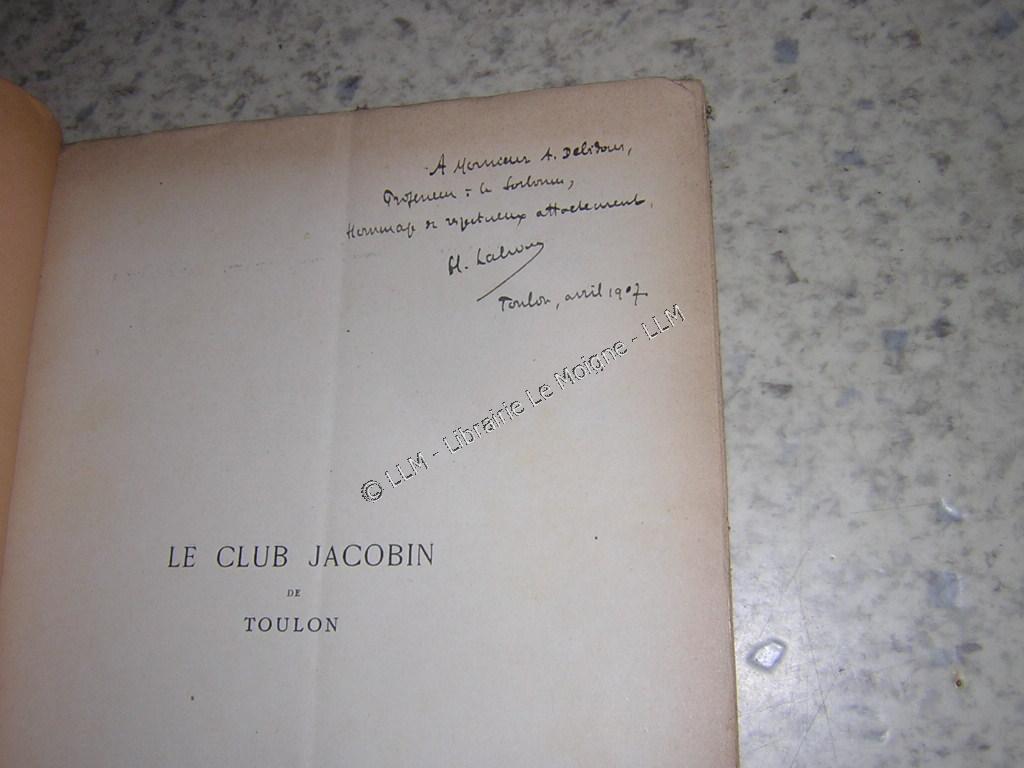 A Monsieur A. Debidour,
Professeur à la Sorbonne,
Hommage de respectueux attachement.
H. Labroue
Toulon, avril 1907
© LLM - Librairie Le Moigne - LLM
LE CLUB JACOBIN
DE
TOULON